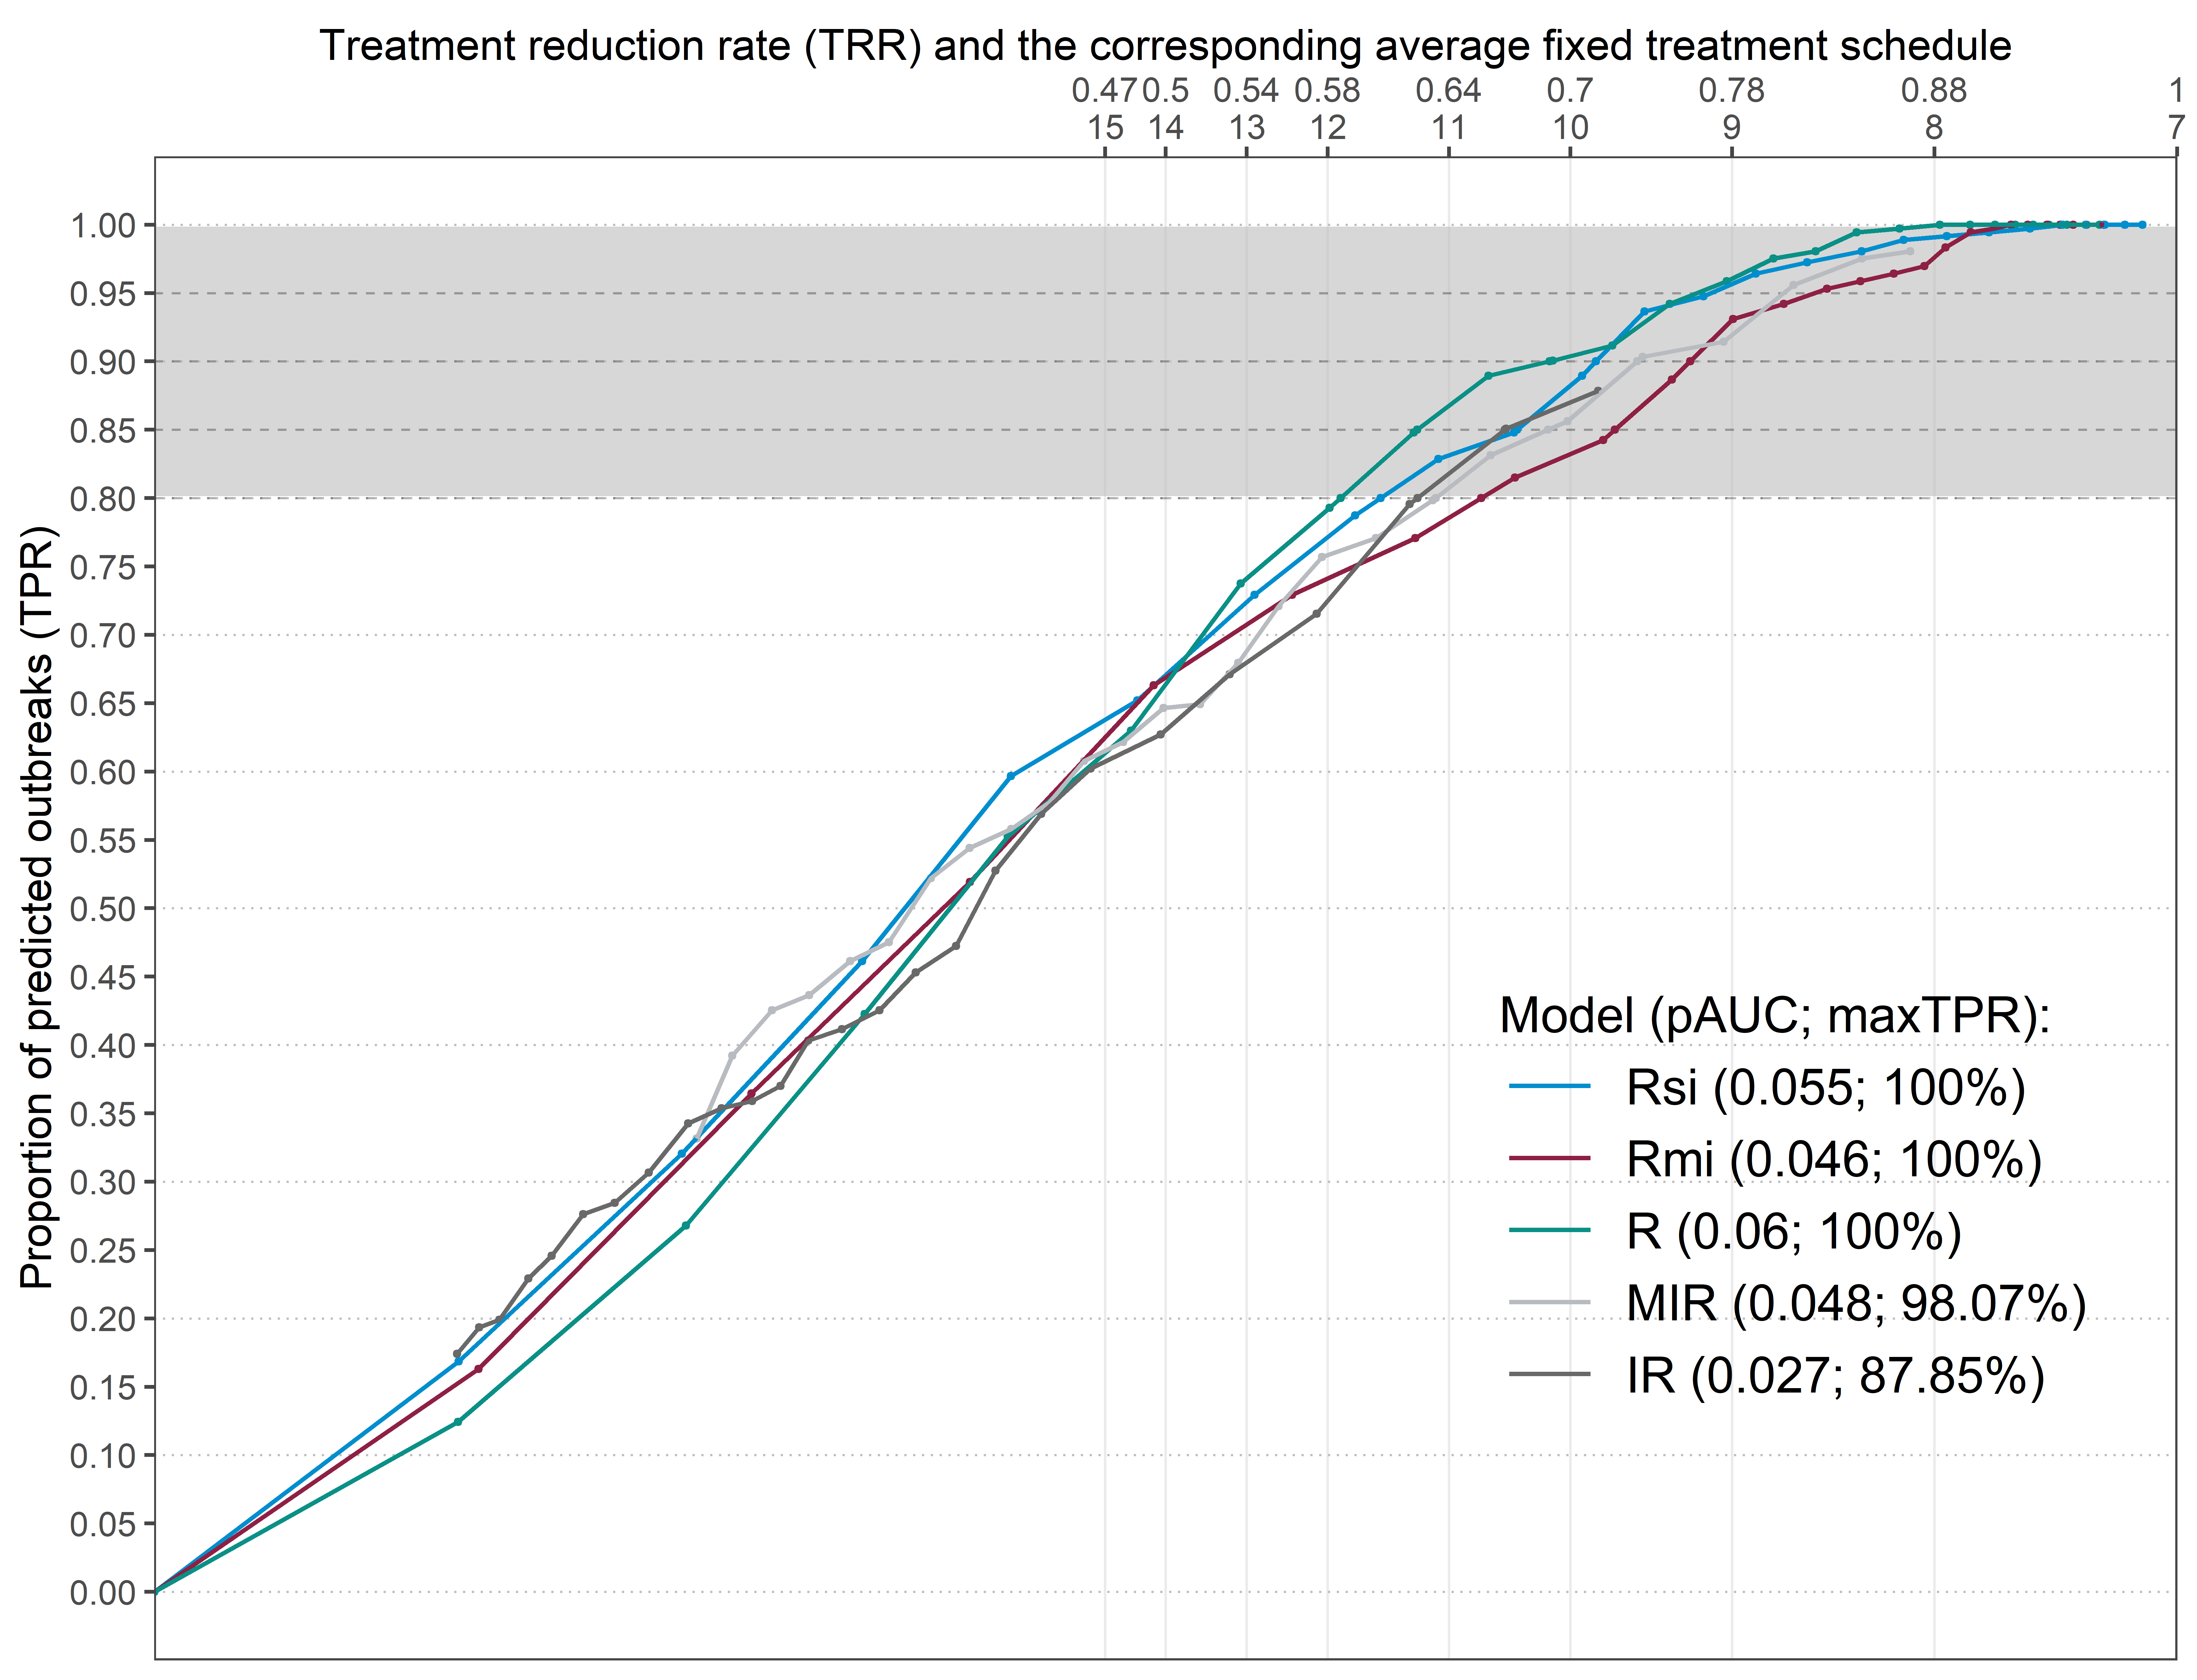 Treatment reduction rate (TRR) and the corresponding average fixed treatment schedule
0.47 0.5 0.54 0.58 0.64 0.7 0.78 0.88 1
15 14 13 12 11 10 9 8 7
Proportion of predicted outbreaks (TPR)
1.00
0.95
0.90
0.85
0.80
0.75
0.70
0.65
0.60
0.55
0.50
0.45
0.40
0.35
0.30
0.25
0.20
0.15
0.10
0.05
0.00
Model (pAUC; maxTPR):
Rsi (0.055; 100%)
Rmi (0.046; 100%)
R (0.06; 100%)
MIR (0.048; 98.07%)
IR (0.027; 87.85%)